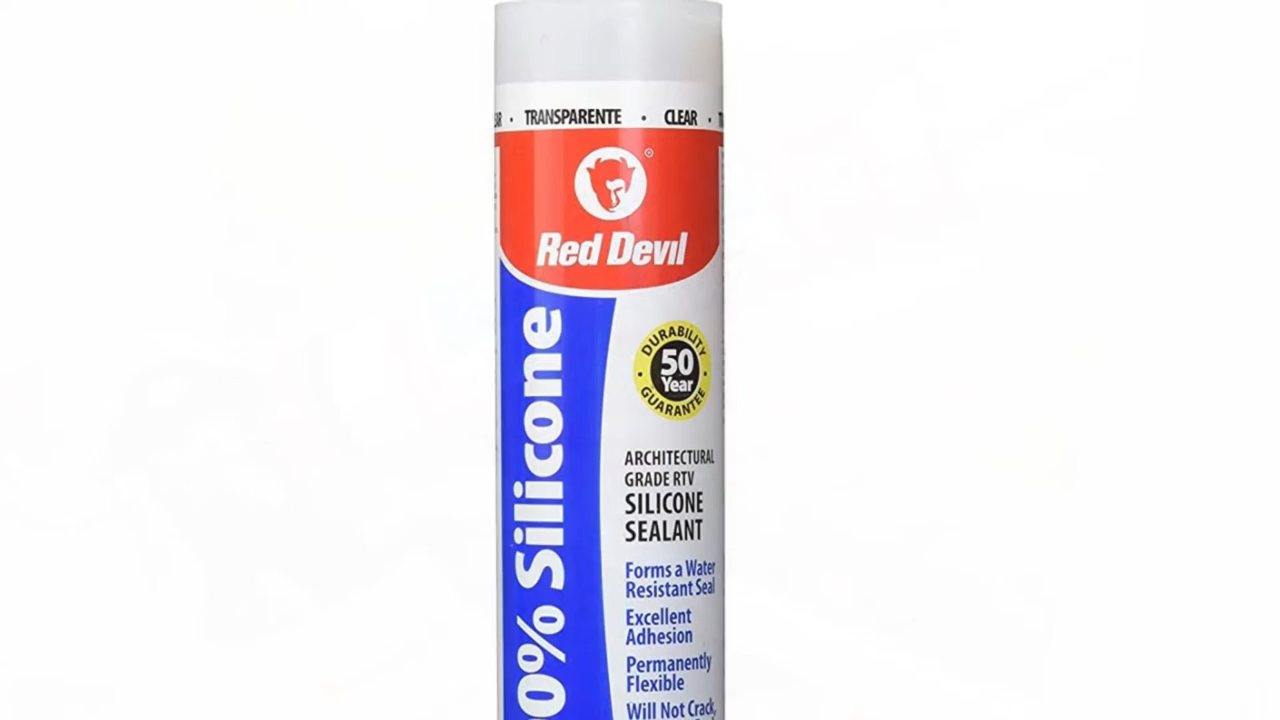 TRANSPARENTE · CLEAR ·
Red Devil ®
DURABILITY
50
Year
GUARANTEE
0% Silicone
ARCHITECTURAL
GRADE RTV
SILICONE
SEALANT
Forms a Water
Resistant Seal
Excellent
Adhesion
Permanently
Flexible
Will Not Crack,